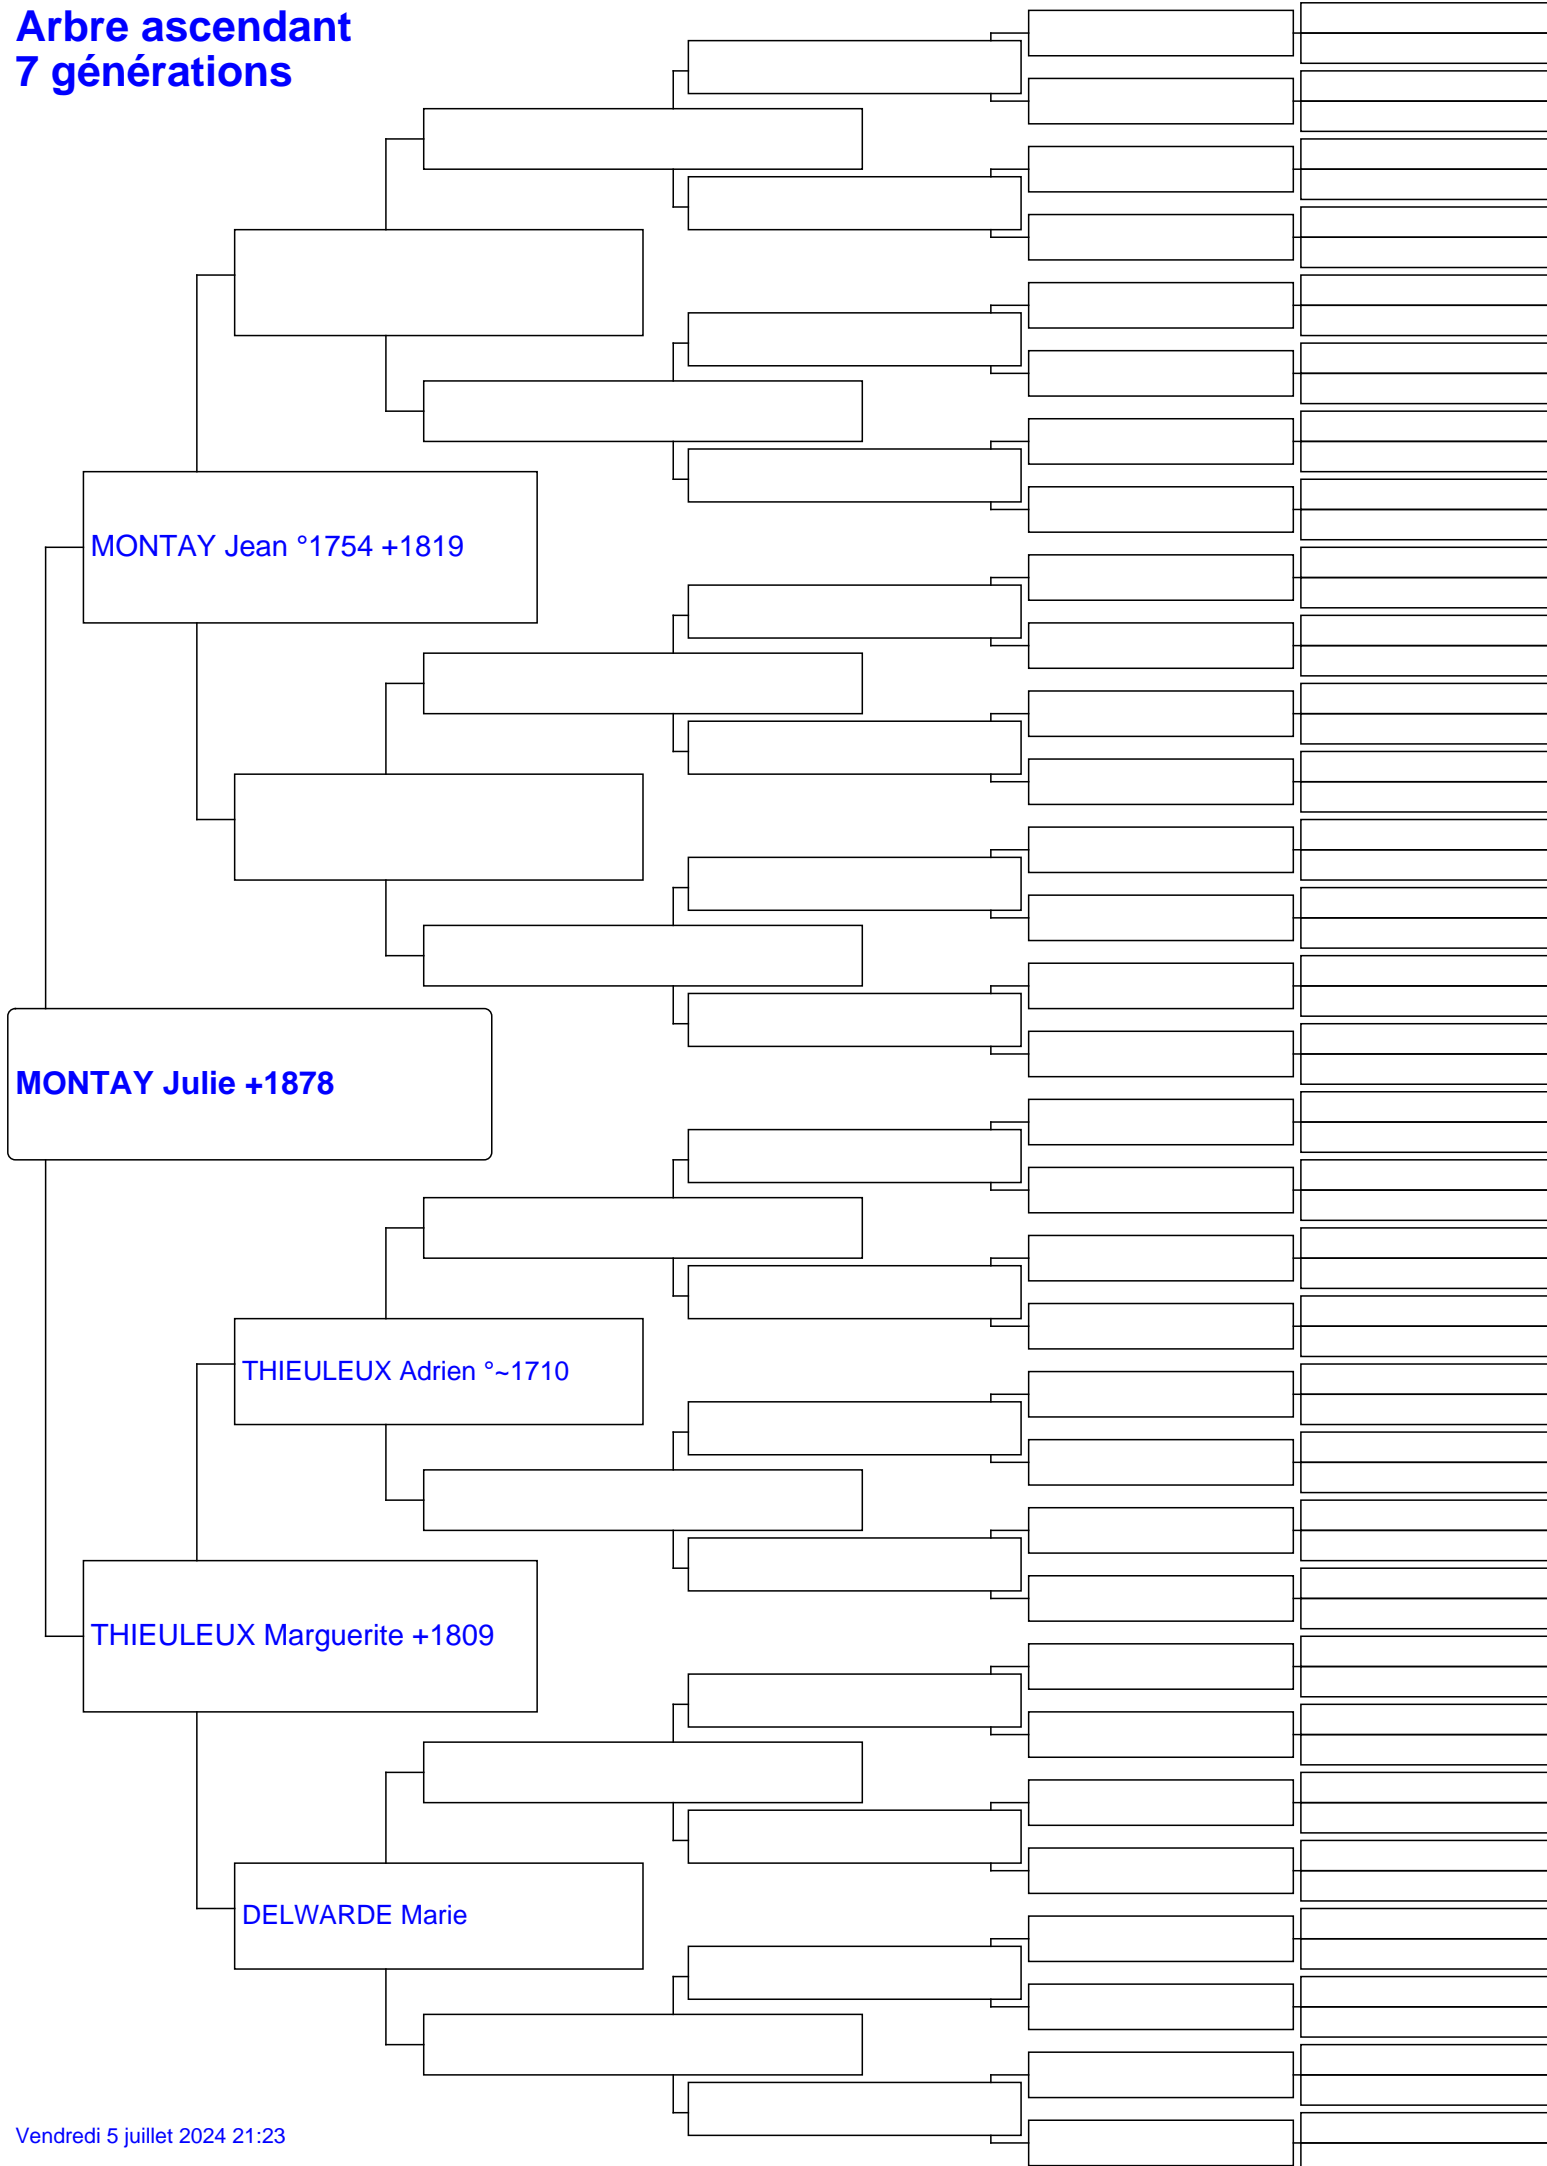 Arbre ascendant
7 générations
MONTAY Jean °1754 +1819
MONTAY Julie +1878
THIEULEUX Adrien °~1710
THIEULEUX Marguerite +1809
DELWARDE Marie
Vendredi 5 juillet 2024 21:23